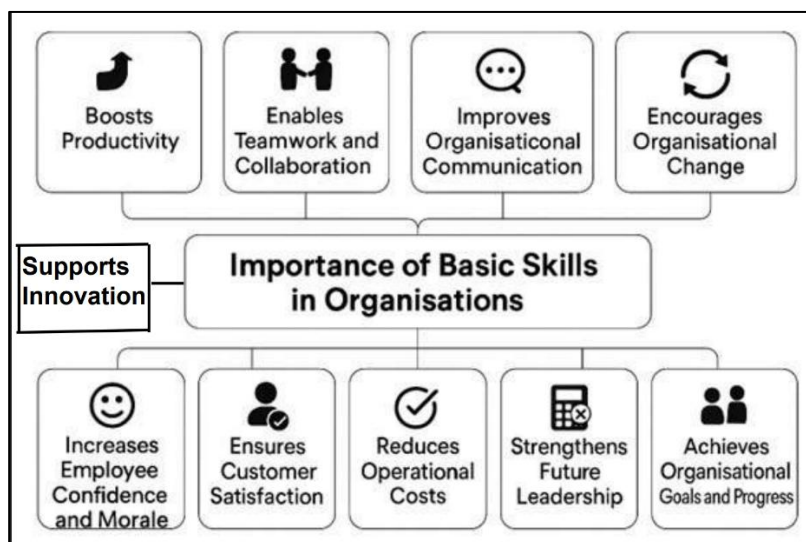 Boosts
Productivity
Enables
Teamwork and
Collaboration
Improves
Organisaticonal
Communication
Encourages
Organisational
Change
Supports
Innovation
Importance of Basic Skills
in Organisations
Increases
Employee
Confidence
and Morale
Ensures
Customer
Satisfaction
Reduces
Operational
Costs
Strengthens
Future
Leadership
Achieves
Organisational
Goals and Progress